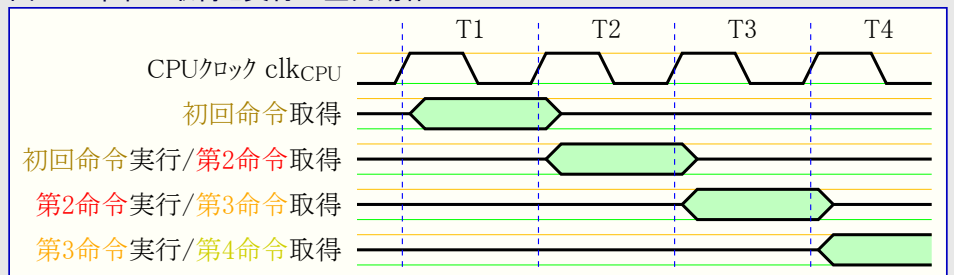 T1 T2 T3 T4
CPUｸﾛｯｸ clkCPU
初回命令取得
初回命令実行/第2命令取得
第2命令実行/第3命令取得
第3命令実行/第4命令取得